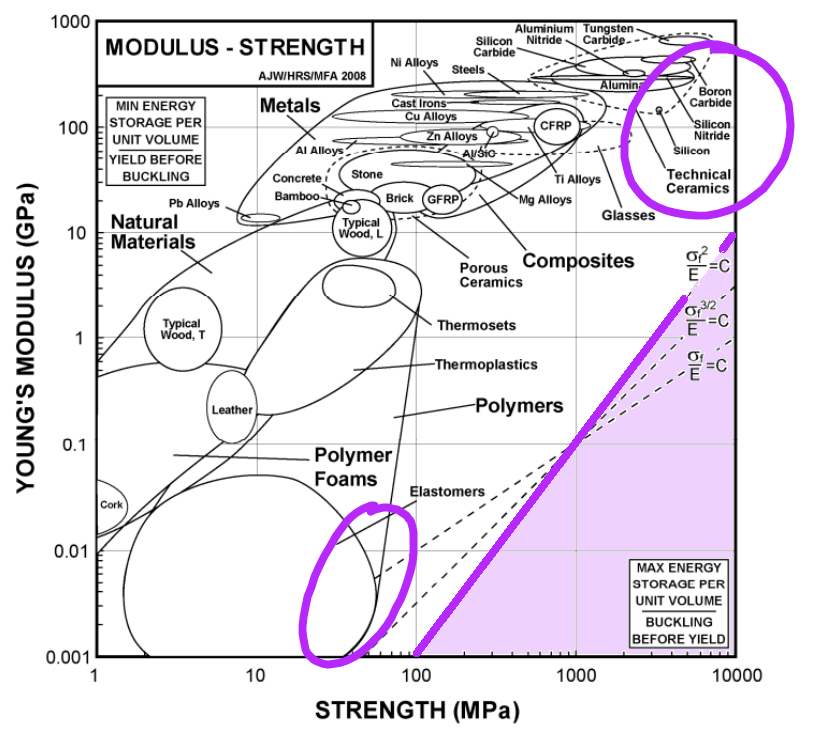 MODULUS - STRENGTH
AJW/HRS/MFA 2008
MIN ENERGY
STORAGE PER
UNIT VOLUME
YIELD BEFORE
BUCKLING
Metals
Ni Alloys
Steels
Cast Irons
Cu Alloys
Zn Alloys
Al Alloys
Al/SiC
CFRP
Silicon
Carbide
Aluminium
Nitride
Tungsten
Carbide
Alumina
Boron
Carbide
Silicon
Nitride
Silicon
Technical
Ceramics
Ti Alloys
Mg Alloys
Glasses
Stone
Concrete
Bamboo
Brick
GFRP
Pb Alloys
Natural
Materials
Typical
Wood, L
Porous
Ceramics
Composites
Typical
Wood, T
Thermosets
Thermoplastics
Leather
Polymers
Polymer
Foams
Elastomers
Cork
σf²/E=C
σf3/2/E=C
σf/E=C
MAX ENERGY
STORAGE PER
UNIT VOLUME
BUCKLING
BEFORE YIELD
YOUNG'S MODULUS (GPa)
1000
100
10
1
0.1
0.01
0.001
1
10
100
1000
10000
STRENGTH (MPa)